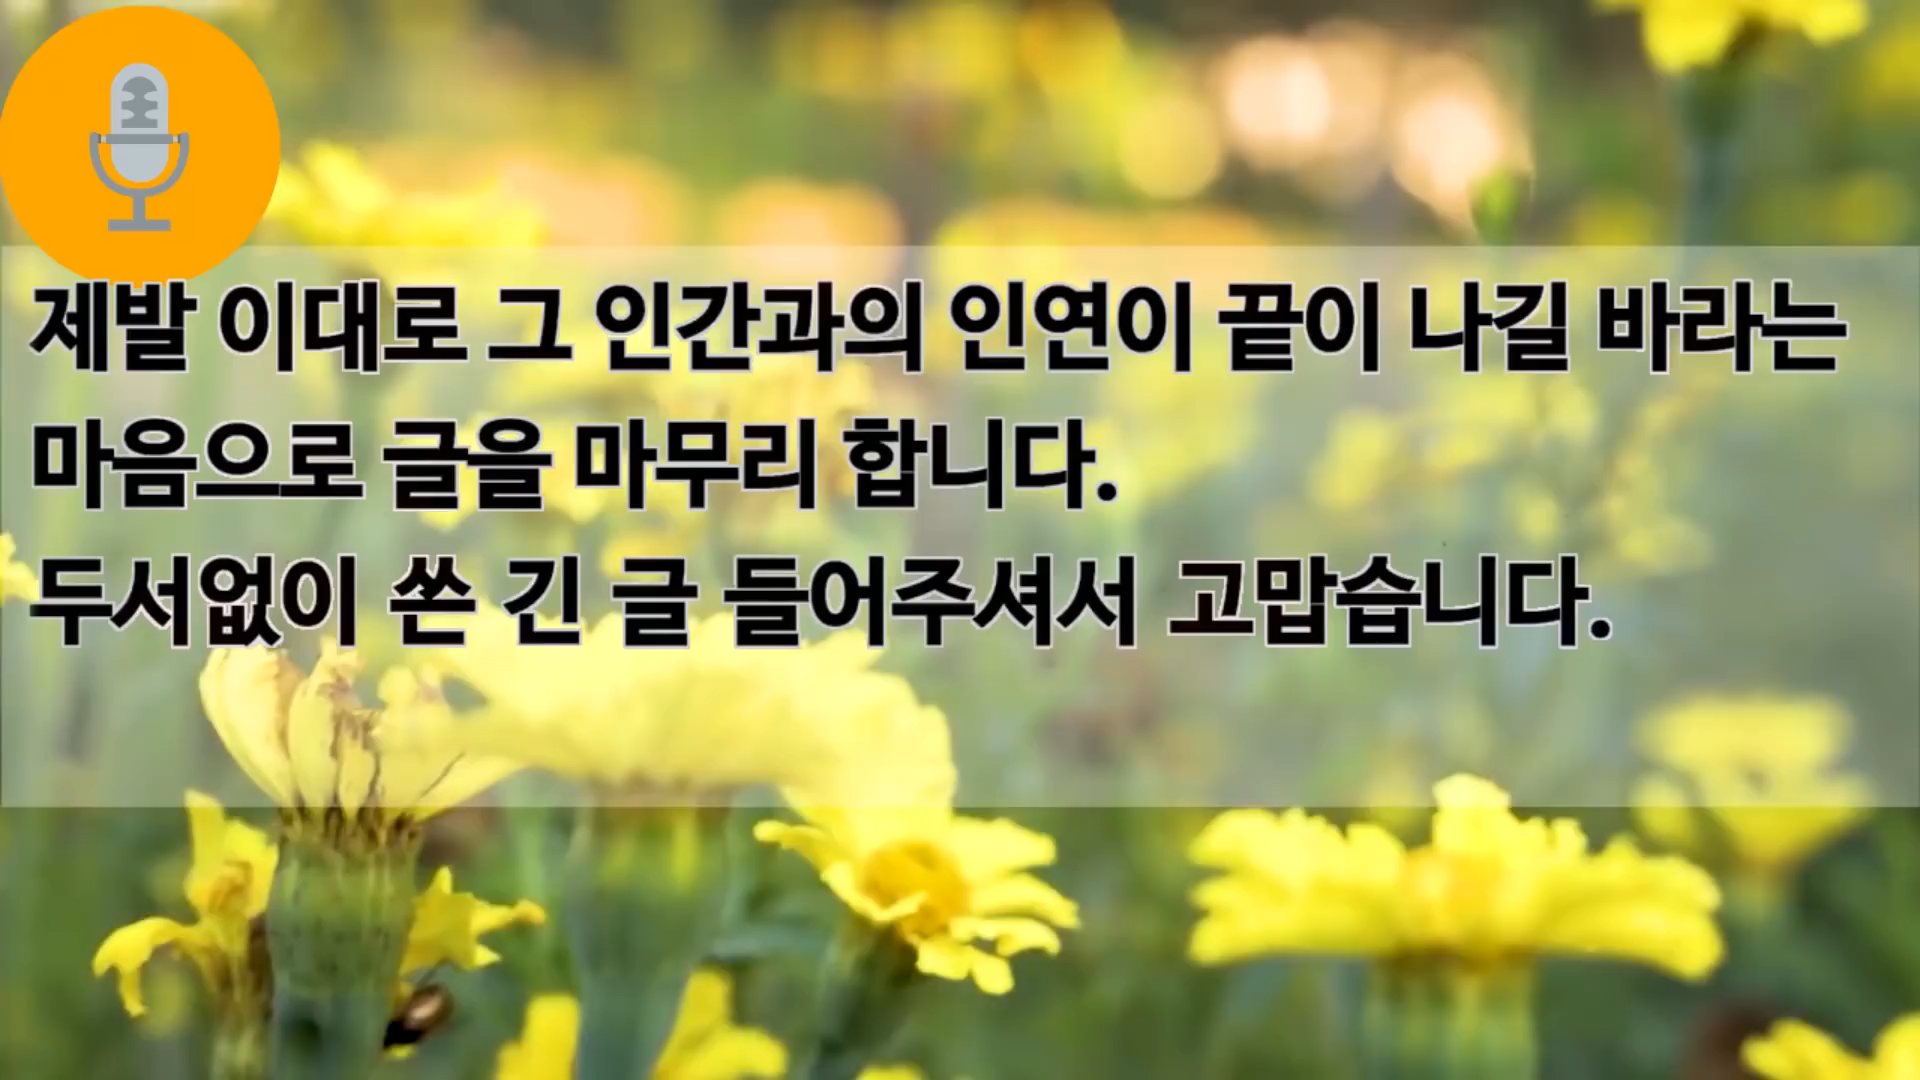 제발 이대로 그 인간과의 인연이 끝이 나길 바라는
마음으로 글을 마무리 합니다.
두서없이 쓴 긴 글 들어주셔서 고맙습니다.